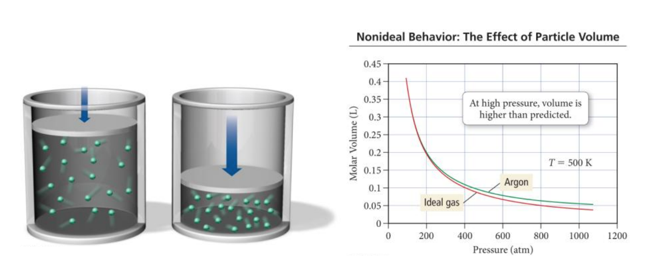 Nonideal Behavior: The Effect of Particle Volume
0.45
0.4
0.35
0.3
0.25
0.2
0.15
0.1
0.05
0
Molar Volume (L)
At high pressure, volume is
higher than predicted.
T = 500 K
Argon
Ideal gas
0 200 400 600 800 1000 1200
Pressure (atm)